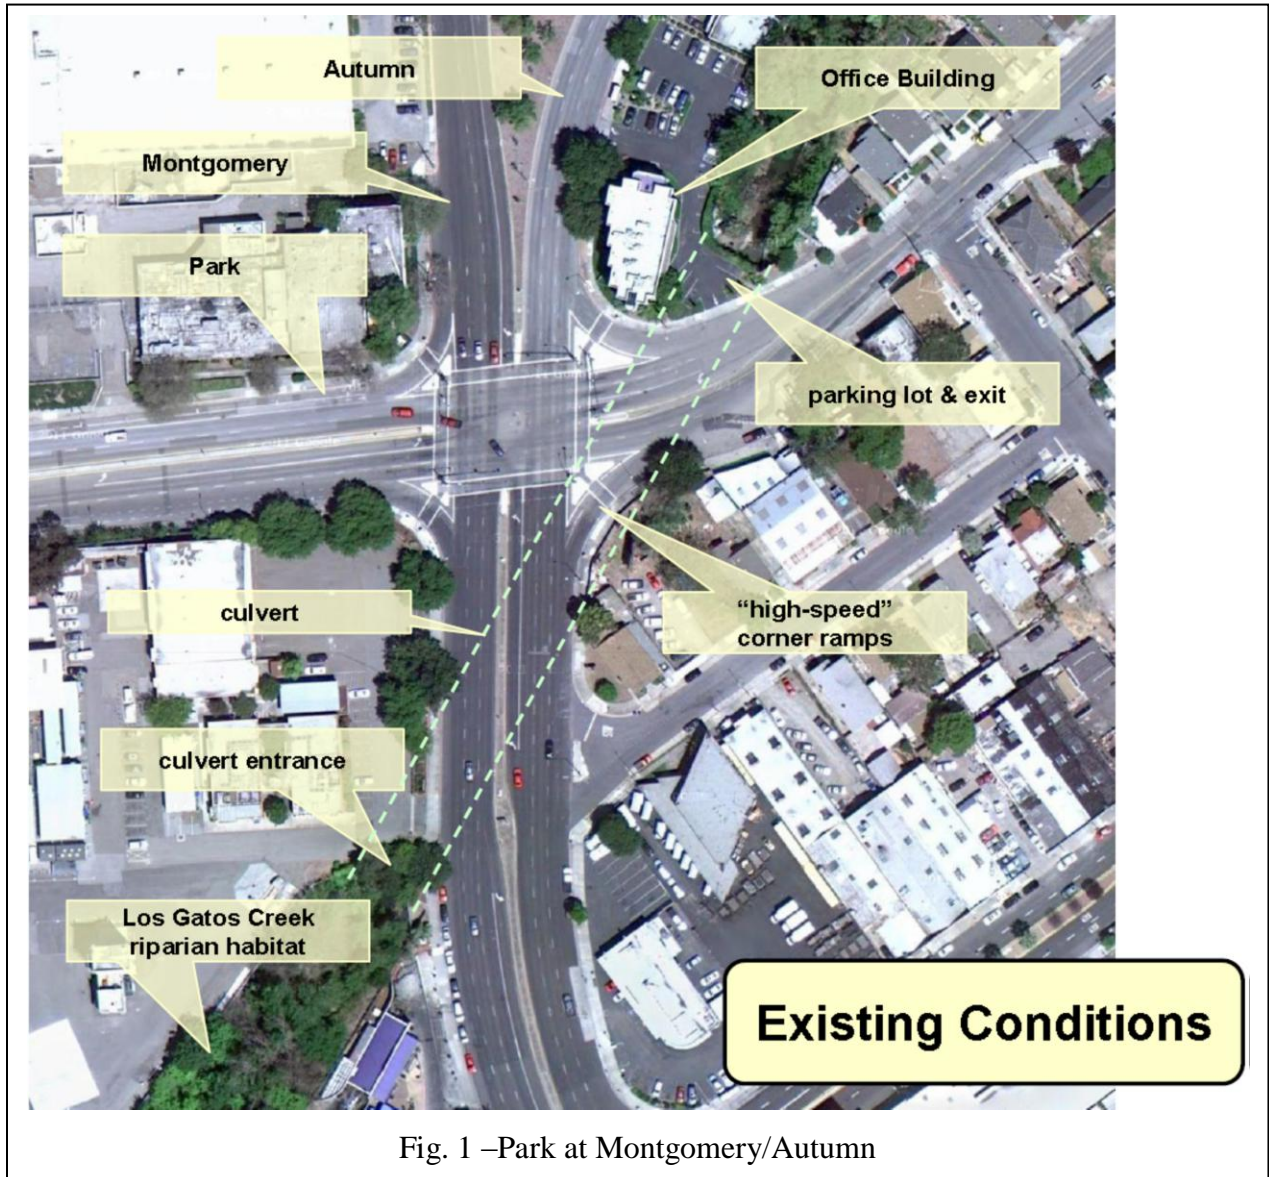 Autumn
Office Building
Montgomery
Park
parking lot & exit
culvert
“high-speed”
corner ramps
culvert entrance
Los Gatos Creek
riparian habitat
Existing Conditions
Fig. 1 –Park at Montgomery/Autumn